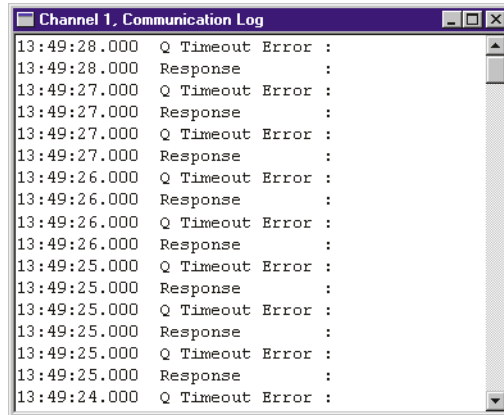 Channel 1, Communication Log
13:49:28.000  Q Timeout Error :
13:49:28.000  Response        :
13:49:27.000  Q Timeout Error :
13:49:27.000  Response        :
13:49:27.000  Q Timeout Error :
13:49:27.000  Response        :
13:49:26.000  Q Timeout Error :
13:49:26.000  Response        :
13:49:26.000  Q Timeout Error :
13:49:26.000  Response        :
13:49:25.000  Q Timeout Error :
13:49:25.000  Response        :
13:49:25.000  Q Timeout Error :
13:49:25.000  Response        :
13:49:25.000  Q Timeout Error :
13:49:25.000  Response        :
13:49:24.000  Q Timeout Error :